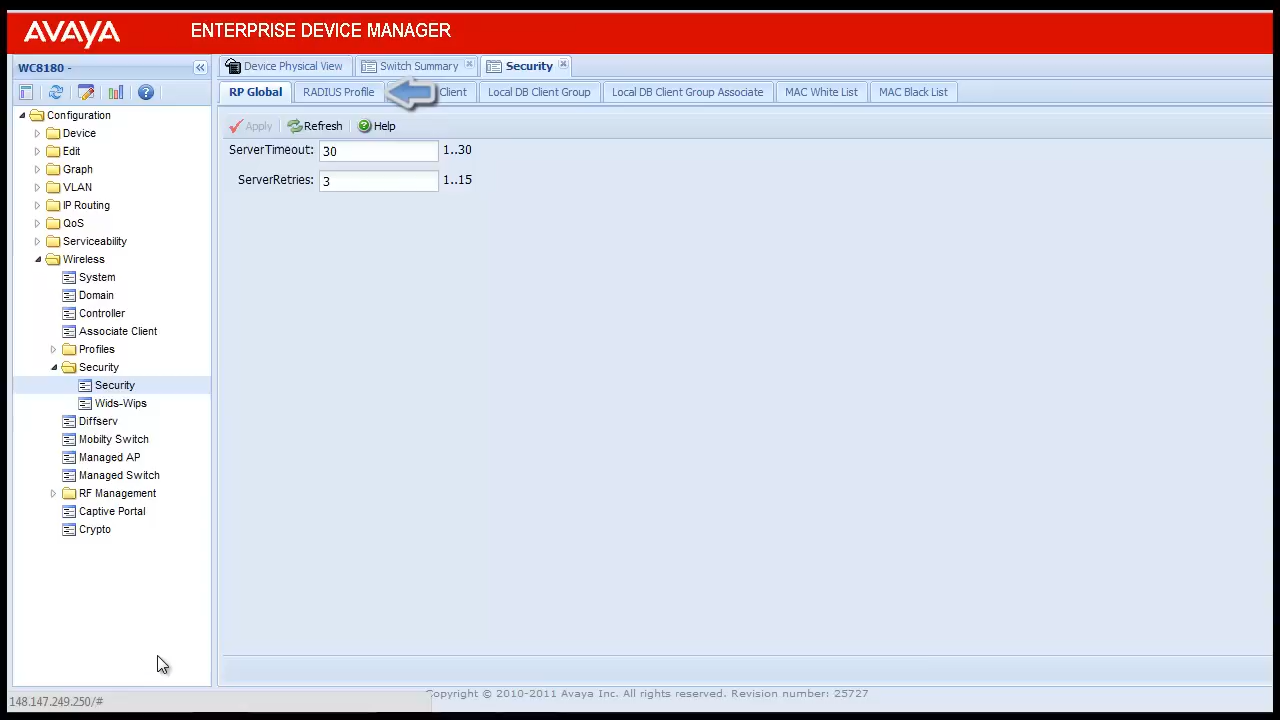 AVAYA ENTERPRISE DEVICE MANAGER
WC8180 -
Device Physical View
Switch Summary
Security
RP Global
RADIUS Profile
Client
Local DB Client Group
Local DB Client Group Associate
MAC White List
MAC Black List
Apply
Refresh
Help
ServerTimeout: 30 1..30
ServerRetries: 3 1..15
Configuration
Device
Edit
Graph
VLAN
IP Routing
QoS
Serviceability
Wireless
System
Domain
Controller
Associate Client
Profiles
Security
Security
Wids-Wips
Diffserv
Mobilty Switch
Managed AP
Managed Switch
RF Management
Captive Portal
Crypto
148.147.249.250/#
Copyright © 2010-2011 Avaya Inc. All rights reserved. Revision number: 25727